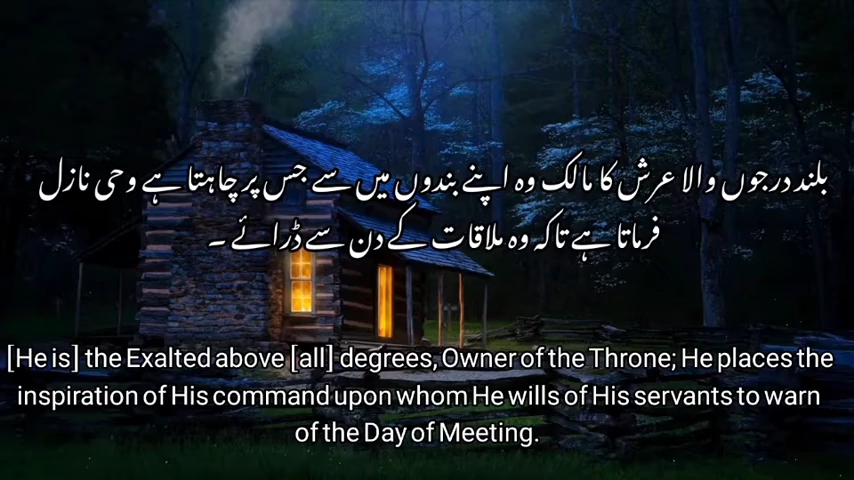 بلند درجوں والا عرش کا مالک وہ اپنے بندوں میں سے جس پر چاہتا ہے وحی نازل
فرماتا ہے تاکہ وہ ملاقات کے دن سے ڈرائے ۔
[He is] the Exalted above [all] degrees, Owner of the Throne; He places the
inspiration of His command upon whom He wills of His servants to warn
of the Day of Meeting.